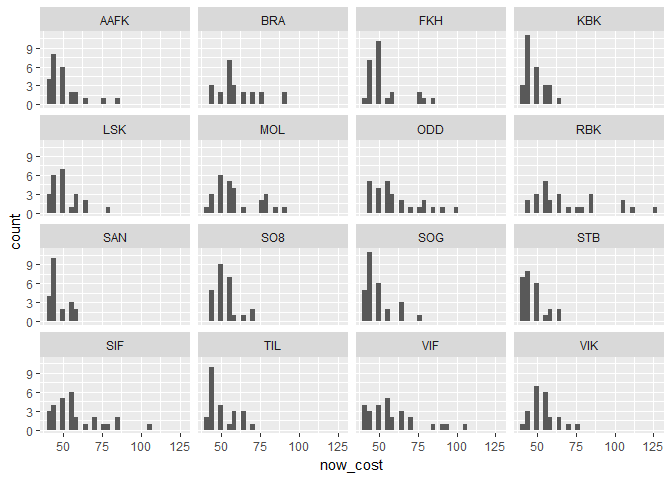 AAFK BRA FKH KBK
9
6
3
0
LSK MOL ODD RBK
9
6
3
0
count
SAN SO8 SOG STB
9
6
3
0
SIF TIL VIF VIK
9
6
3
0
50 75 100 125 50 75 100 125 50 75 100 125 50 75 100 125
now_cost